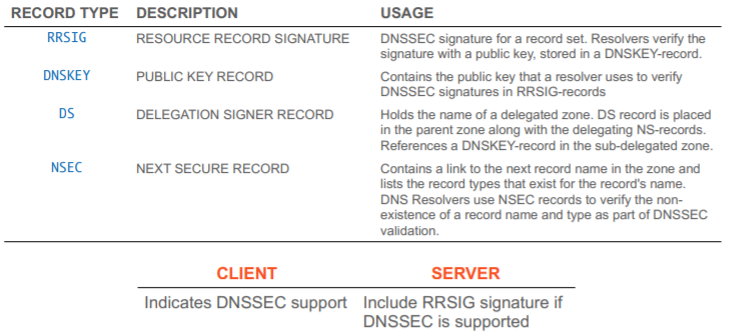 RECORD TYPE DESCRIPTION USAGE
RRSIG RESOURCE RECORD SIGNATURE DNSSEC signature for a record set. Resolvers verify the
signature with a public key, stored in a DNSKEY-record.
DNSKEY PUBLIC KEY RECORD Contains the public key that a resolver uses to verify
DNSSEC signatures in RRSIG-records
DS DELEGATION SIGNER RECORD Holds the name of a delegated zone. DS record is placed
in the parent zone along with the delegating NS-records.
References a DNSKEY-record in the sub-delegated zone.
NSEC NEXT SECURE RECORD Contains a link to the next record name in the zone and
lists the record types that exist for the record's name.
DNS Resolvers use NSEC records to verify the non-
existence of a record name and type as part of DNSSEC
validation.
CLIENT SERVER
Indicates DNSSEC support Include RRSIG signature if
DNSSEC is supported